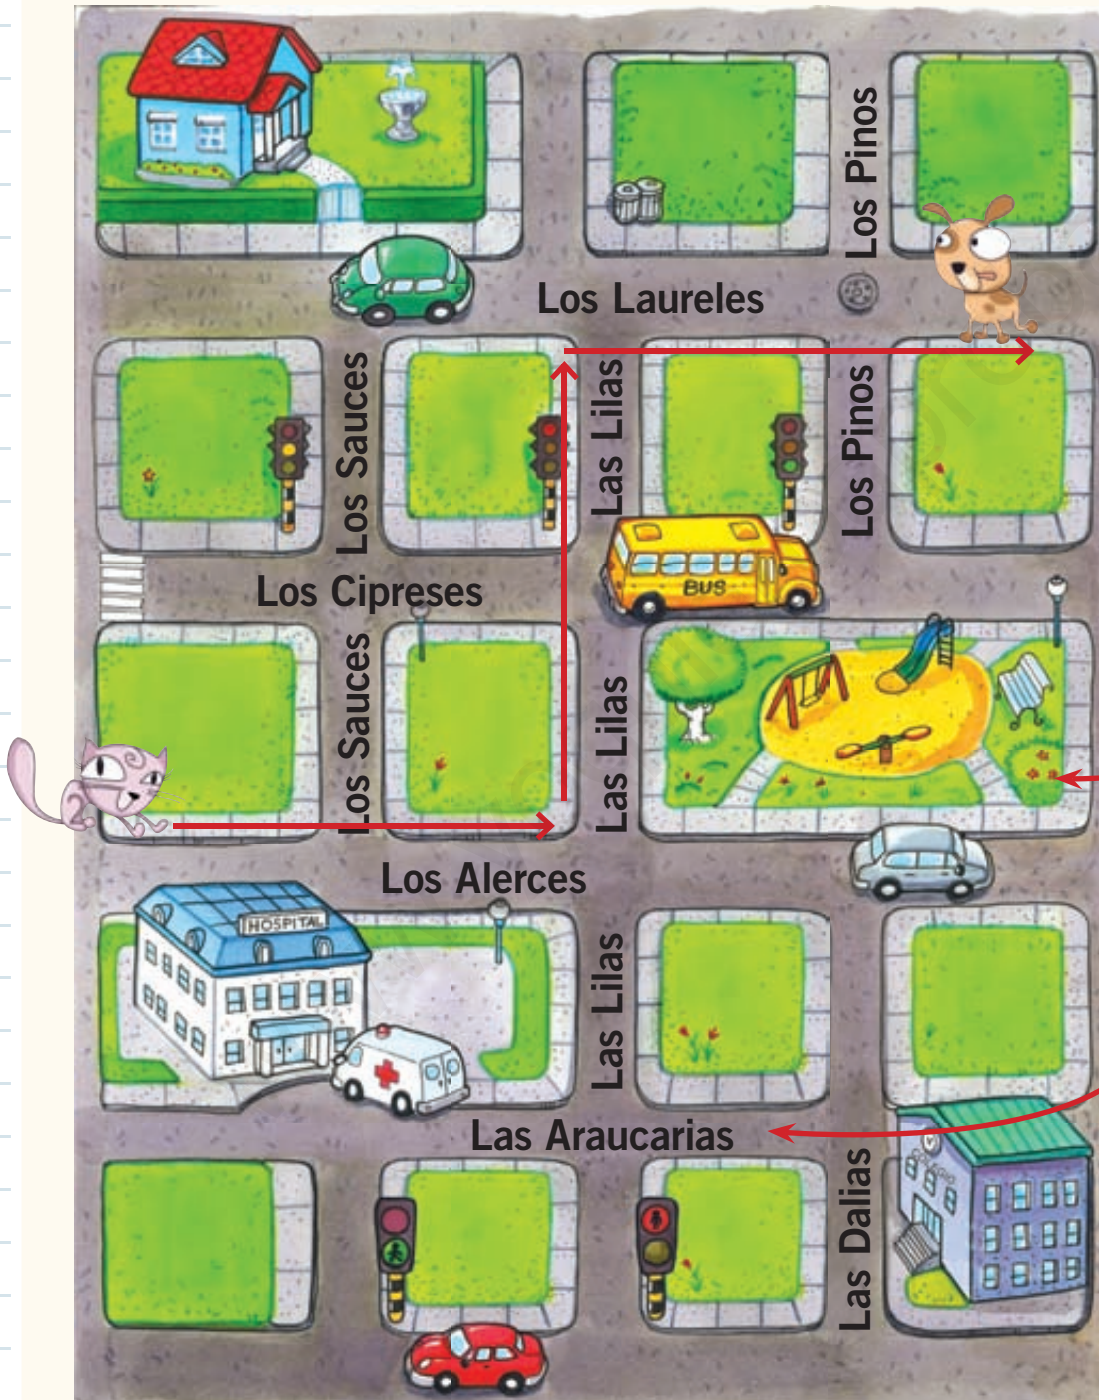 Los Pinos
Los Laureles
Los Sauces
Las Lilas
Los Pinos
BUS
Los Cipreses
Los Sauces
Las Lilas
Los Alerces
HOSPITAL
Las Lilas
Las Araucarias
Las Dalias